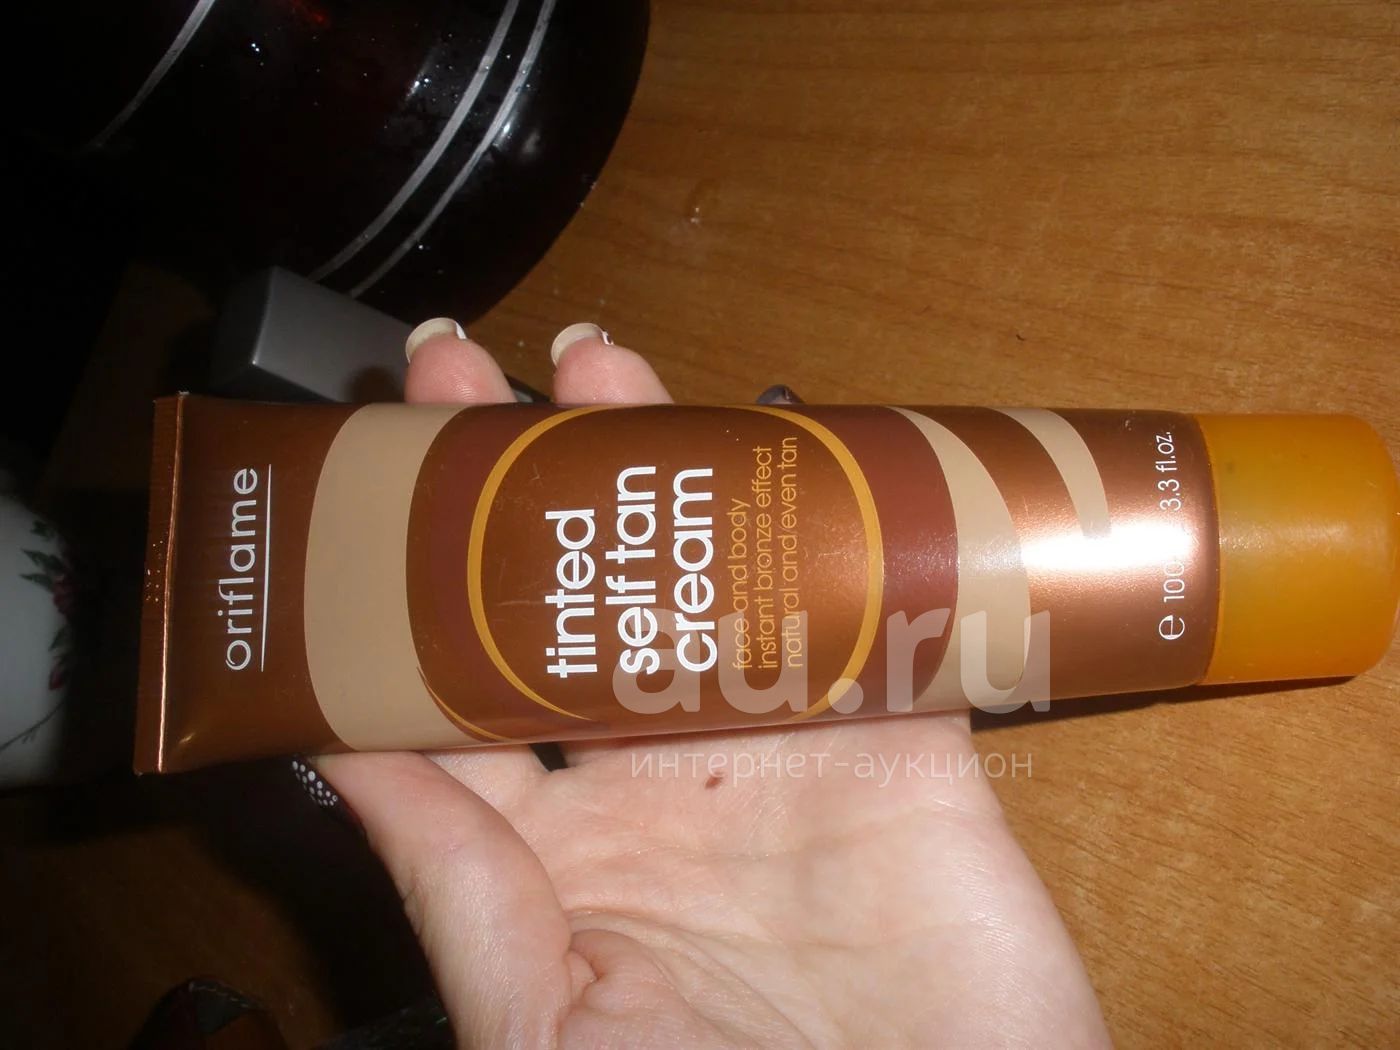 oriflame
tinted
self tan
cream
face and body
instant bronze effect
natural and even tan
e 100 3.3 fl.oz.
au.ru
интернет-аукцион